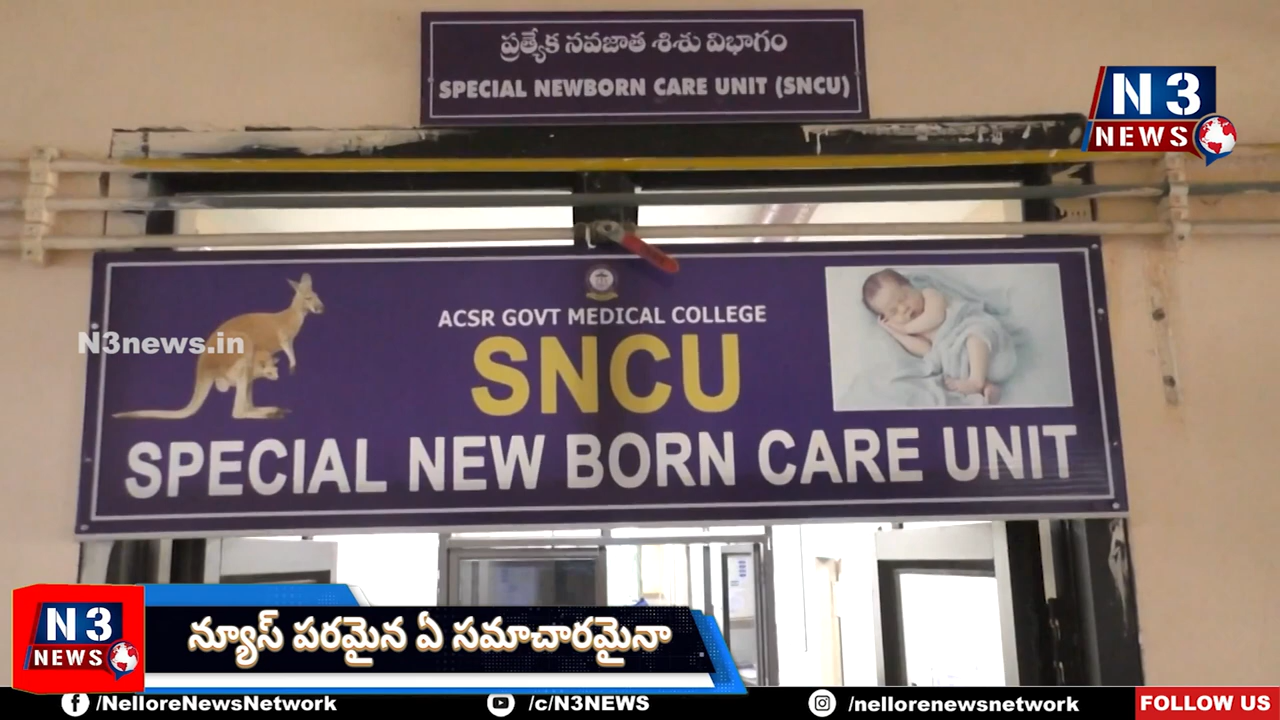 ప్రత్యేక నవజాత శిశు విభాగం
SPECIAL NEWBORN CARE UNIT (SNCU)
N3
NEWS
ACSR GOVT MEDICAL COLLEGE
N3news.in
SNCU
SPECIAL NEW BORN CARE UNIT
N3
NEWS
న్యూస్ పరమైన ఏ సమాచారమైనా
/NelloreNewsNetwork
/c/N3NEWS
/nellorenewsnetwork
FOLLOW US